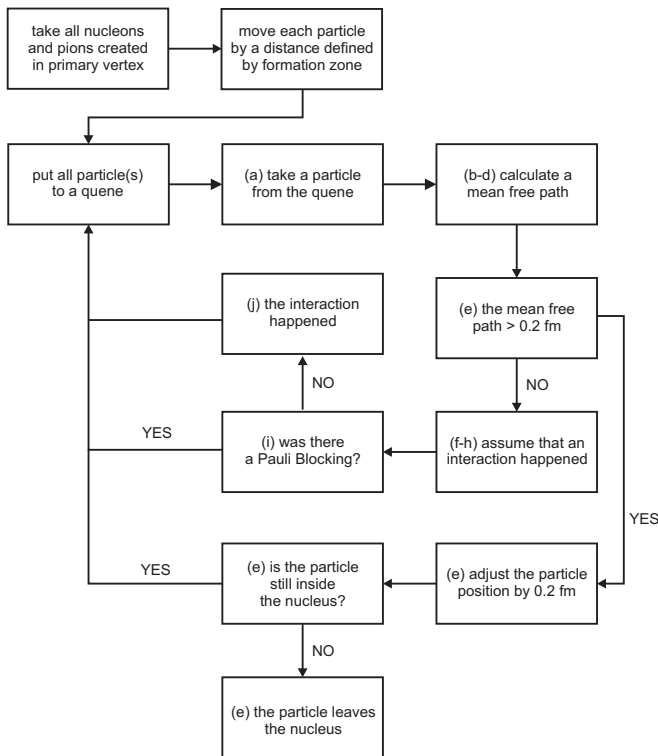 take all nucleons
and pions created
in primary vertex
move each particle
by a distance defined
by formation zone
put all particle(s)
to a quene
(a) take a particle
from the quene
(b-d) calculate a
mean free path
(j) the interaction
happened
(e) the mean free
path > 0.2 fm
NO
NO
YES
(i) was there
a Pauli Blocking?
(f-h) assume that an
interaction happened
YES
YES
(e) is the particle
still inside
the nucleus?
(e) adjust the particle
position by 0.2 fm
NO
(e) the particle leaves
the nucleus